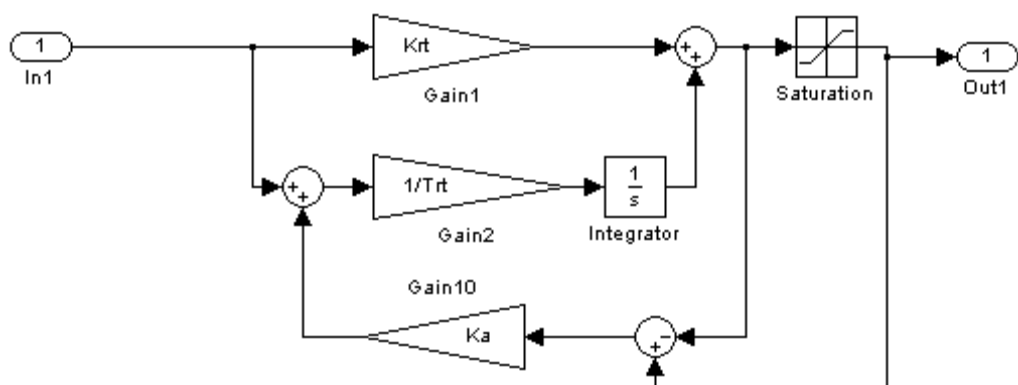 1
In1
Krt
Gain1
+
+
Saturation
1
Out1
+
+
1/Trt
Gain2
1
s
Integrator
Gain10
Ka
−
+